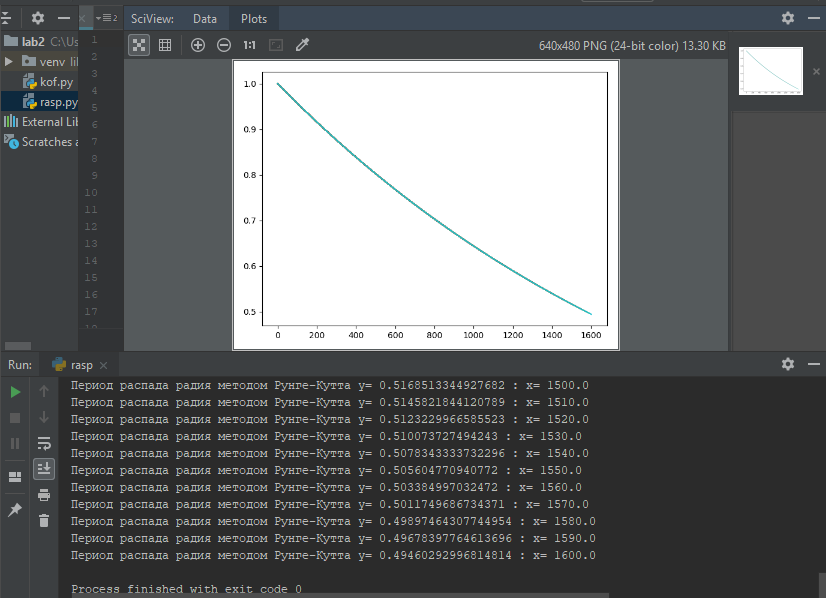 SciView: Data Plots
2
lab2 C:\Us
venv lib
kof.py
rasp.py
External Lib
Scratches a
1
2
3
4
5
6
7
8
9
10
11
12
13
14
15
16
17
1:1
640x480 PNG (24-bit color) 13.30 KB
1.0
0.9
0.8
0.7
0.6
0.5
0 200 400 600 800 1000 1200 1400 1600
Run: rasp
Период распада радия методом Рунге-Кутта y= 0.5168513344927682 : x= 1500.0
Период распада радия методом Рунге-Кутта y= 0.5145821844120789 : x= 1510.0
Период распада радия методом Рунге-Кутта y= 0.5123229966585523 : x= 1520.0
Период распада радия методом Рунге-Кутта y= 0.510073727494243 : x= 1530.0
Период распада радия методом Рунге-Кутта y= 0.5078343333732296 : x= 1540.0
Период распада радия методом Рунге-Кутта y= 0.505604770940772 : x= 1550.0
Период распада радия методом Рунге-Кутта y= 0.503384997032472 : x= 1560.0
Период распада радия методом Рунге-Кутта y= 0.5011749686734371 : x= 1570.0
Период распада радия методом Рунге-Кутта y= 0.49897464307744954 : x= 1580.0
Период распада радия методом Рунге-Кутта y= 0.49678397764613696 : x= 1590.0
Период распада радия методом Рунге-Кутта y= 0.49460292996814814 : x= 1600.0
Process finished with exit code 0